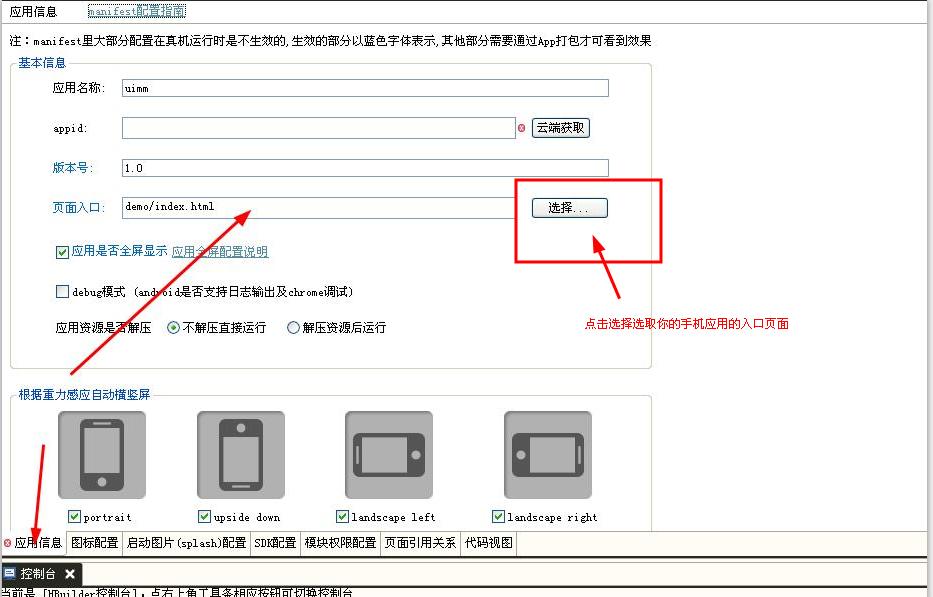 应用信息 manifest配置指南
注：manifest里大部分配置在真机运行时是不生效的,生效的部分以蓝色字体表示,其他部分需要通过App打包才可看到效果
基本信息
应用名称: uimm
appid: 云端获取
版本号: 1.0
页面入口: demo/index.html 选择...
应用是否全屏显示 应用全屏配置说明
debug模式 (android是否支持日志输出及chrome调试)
点击选择选取你的手机应用的入口页面
应用资源是否解压 不解压直接运行 解压资源后运行
根据重力感应自动横竖屏
portrait upside down landscape left landscape right
应用信息 图标配置 启动图片(splash)配置 SDK配置 模块权限配置 页面引用关系 代码视图
控制台
当前是 [HBuilder控制台]，点右上角工具条相应按钮可切换控制台